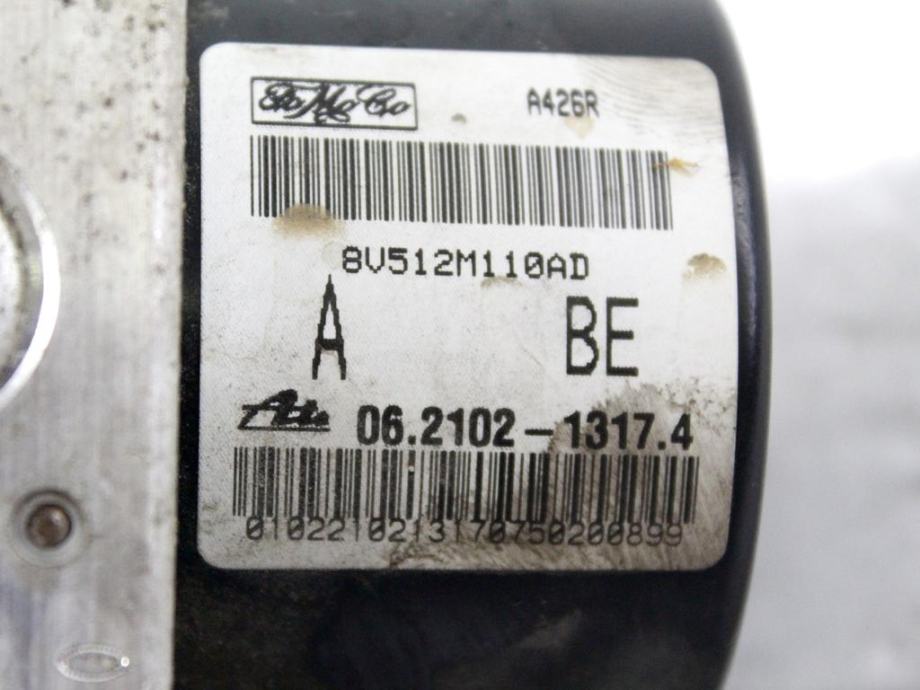 FoMoCo A426R
8V512M110AD
A BE
Ate 06.2102-1317.4
0102210213170750200899